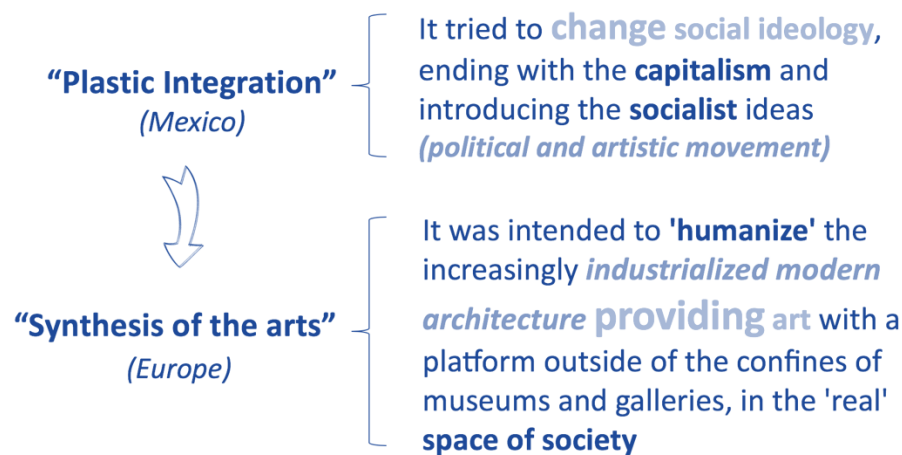 “Plastic Integration”
(Mexico)
It tried to change social ideology,
ending with the capitalism and
introducing the socialist ideas
(political and artistic movement)
“Synthesis of the arts”
(Europe)
It was intended to 'humanize' the
increasingly industrialized modern
architecture providing art with a
platform outside of the confines of
museums and galleries, in the 'real'
space of society